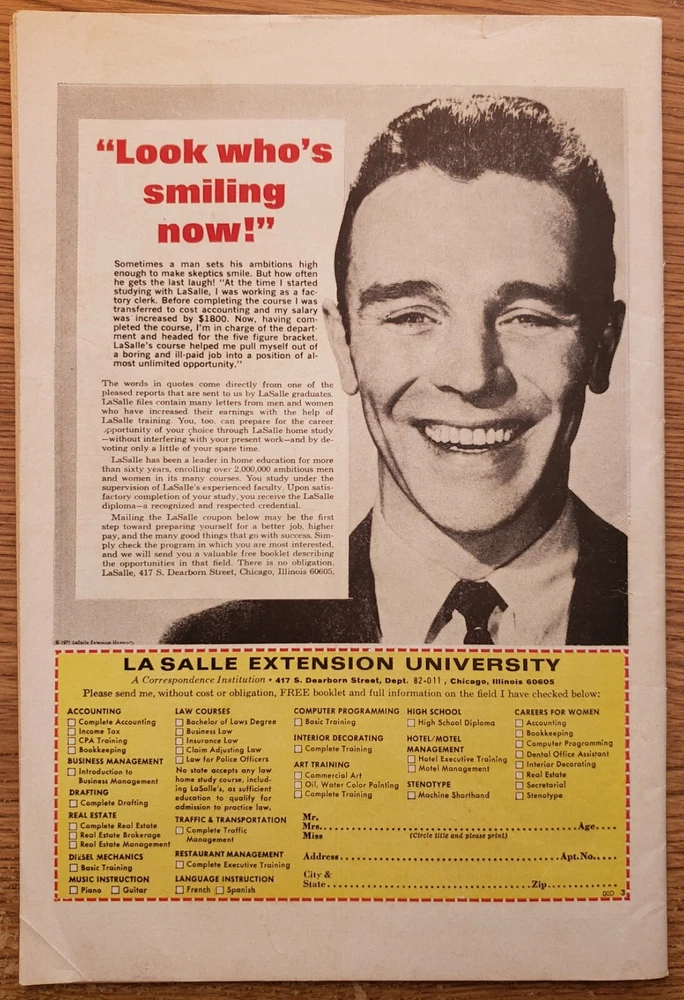 “Look who’s
smiling
now!”
Sometimes a man sets his ambitions high
enough to make skeptics smile. But how often
he gets the last laugh! “At the time I started
studying with LaSalle, I was working as a fac-
tory clerk. Before completing the course I was
transferred to cost accounting and my salary
was increased by $1800. Now, having com-
pleted the course, I’m in charge of the depart-
ment and headed for the five figure bracket.
LaSalle’s course helped me pull myself out of
a boring and ill-paid job into a position of al-
most unlimited opportunity.”
The words in quotes come directly from one of the
pleased reports that are sent to us by LaSalle graduates.
LaSalle files contain many letters from men and women
who have increased their earnings with the help of
LaSalle training. You, too, can prepare for the career
opportunity of your choice through LaSalle home study
—without interfering with your present work—and by de-
voting only a little of your spare time.
LaSalle has been a leader in home education for more
than sixty years, enrolling over 2,000,000 ambitious men
and women in its many courses. You study under the
supervision of LaSalle’s experienced faculty. Upon satis-
factory completion of your study, you receive the LaSalle
diploma—a recognized and respected credential.
Mailing the LaSalle coupon below may be the first
step toward preparing yourself for a better job, higher
pay, and the many good things that go with success. Sim-
ply check the program in which you are most interested,
and we will send you a valuable free booklet describing
the opportunities in that field. There is no obligation.
LaSalle, 417 S. Dearborn Street, Chicago, Illinois 60605.
© 1971 LaSalle Extension University
LA SALLE EXTENSION UNIVERSITY
A Correspondence Institution • 417 S. Dearborn Street, Dept. 82-011, Chicago, Illinois 60605
Please send me, without cost or obligation, FREE booklet and full information on the field I have checked below:
ACCOUNTING
Complete Accounting
Income Tax
CPA Training
Bookkeeping
BUSINESS MANAGEMENT
Introduction to
Business Management
DRAFTING
Complete Drafting
REAL ESTATE
Complete Real Estate
Real Estate Brokerage
Real Estate Management
DIESEL MECHANICS
Basic Training
MUSIC INSTRUCTION
Piano Guitar
LAW COURSES
Bachelor of Laws Degree
Business Law
Insurance Law
Claim Adjusting Law
Law for Police Officers
No state accepts any law
home study course, includ-
ing LaSalle’s, as sufficient
education to qualify for
admission to practice law.
TRAFFIC & TRANSPORTATION
Complete Traffic
Management
RESTAURANT MANAGEMENT
Complete Executive Training
LANGUAGE INSTRUCTION
French Spanish
COMPUTER PROGRAMMING
Basic Training
INTERIOR DECORATING
Complete Training
ART TRAINING
Commercial Art
Oil, Water Color Painting
Complete Training
HIGH SCHOOL
High School Diploma
HOTEL/MOTEL
MANAGEMENT
Hotel Executive Training
Motel Management
STENOTYPE
Machine Shorthand
CAREERS FOR WOMEN
Accounting
Bookkeeping
Computer Programming
Dental Office Assistant
Interior Decorating
Real Estate
Secretarial
Stenotype
Mr.
Mrs. Age
Miss (Circle title and please print)
Address Apt. No.
City &
State Zip
3